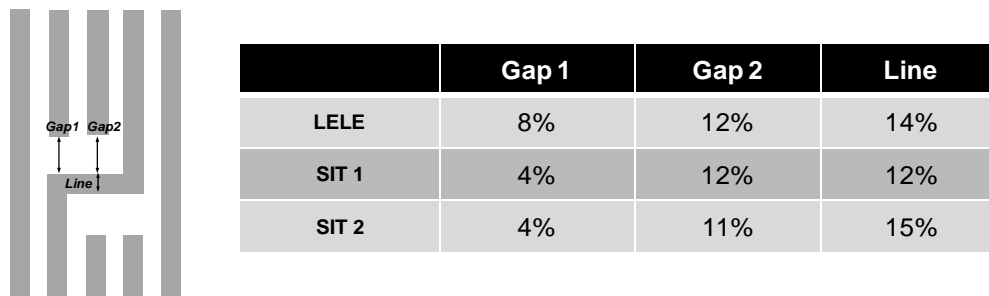 Gap1 Gap2
Line
Gap 1 Gap 2 Line
LELE 8% 12% 14%
SIT 1 4% 12% 12%
SIT 2 4% 11% 15%